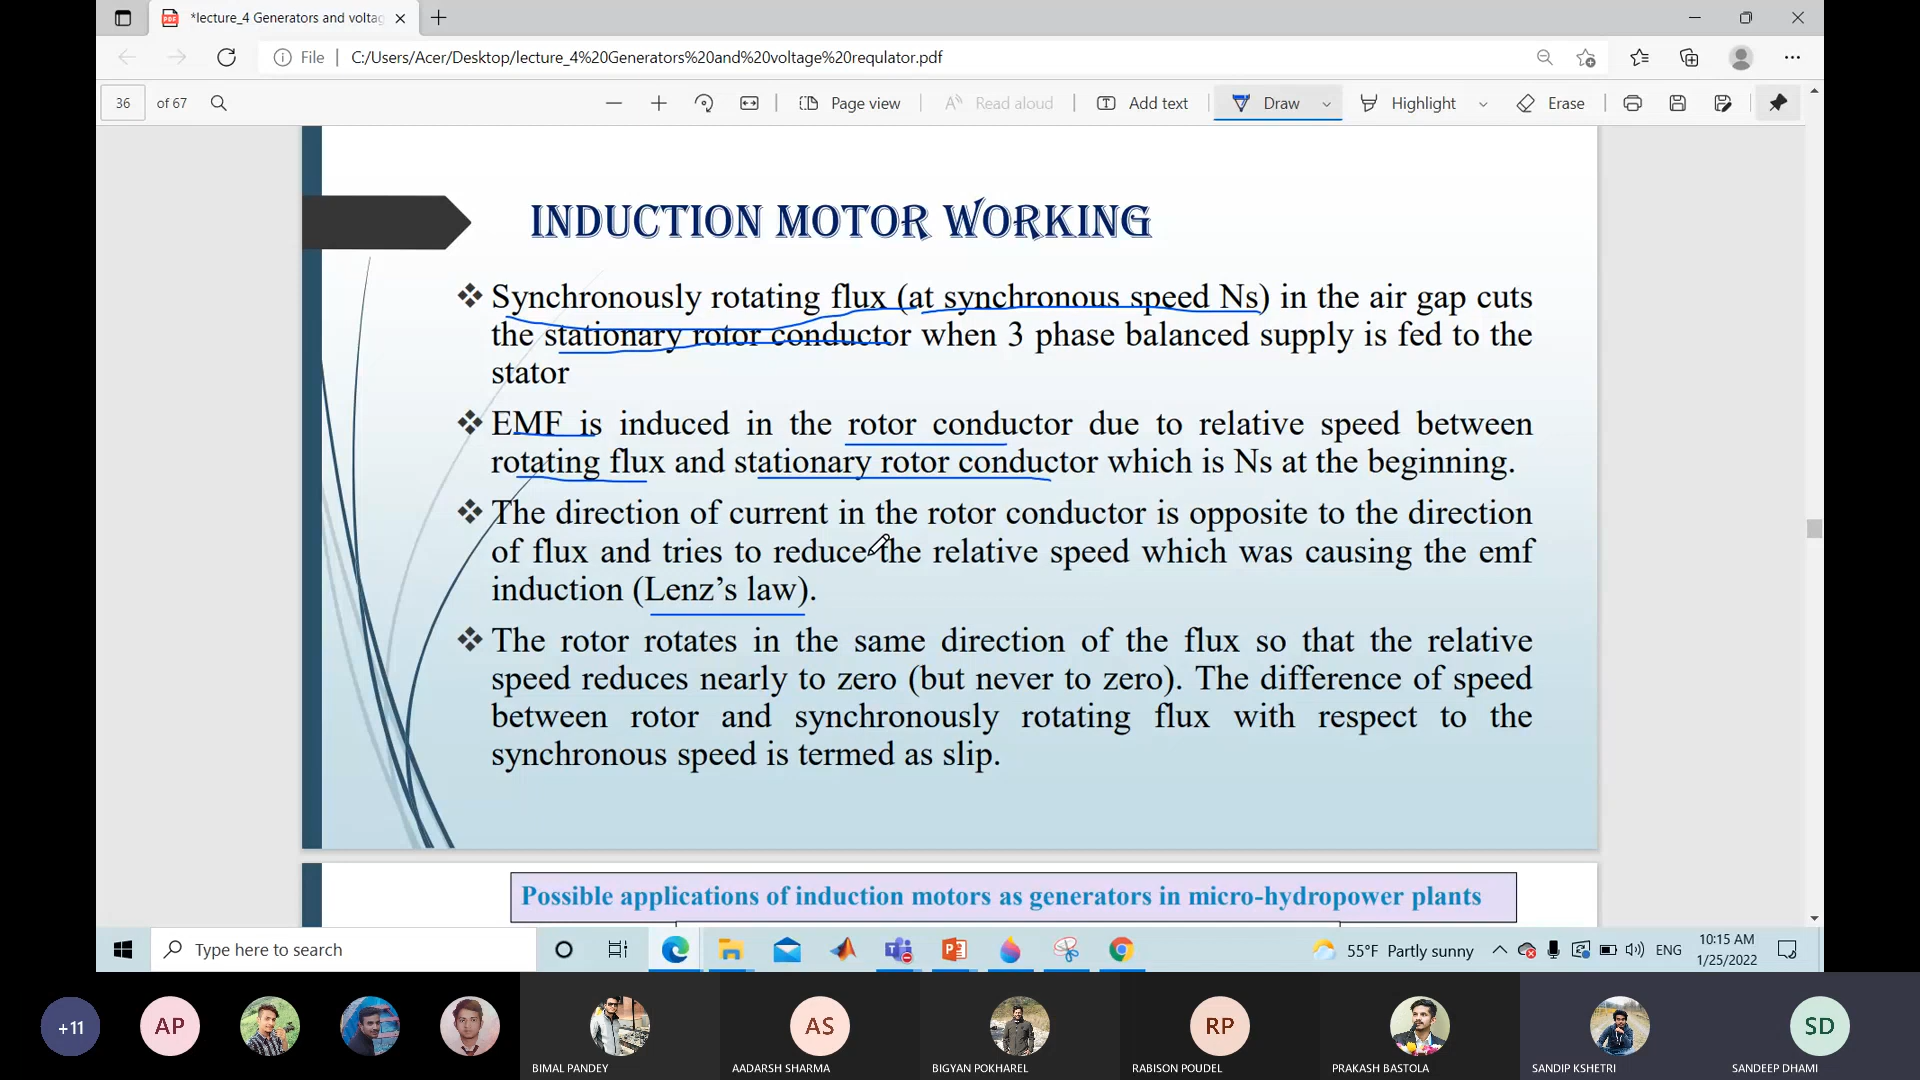 *lecture_4 Generators and voltag
File
C:/Users/Acer/Desktop/lecture_4%20Generators%20and%20voltage%20requlator.pdf
36 of 67
Page view
Read aloud
Add text
Draw
Highlight
Erase
INDUCTION MOTOR WORKING
❖ Synchronously rotating flux (at synchronous speed Ns) in the air gap cuts
the stationary rotor conductor when 3 phase balanced supply is fed to the
stator
❖ EMF is induced in the rotor conductor due to relative speed between
rotating flux and stationary rotor conductor which is Ns at the beginning.
❖ The direction of current in the rotor conductor is opposite to the direction
of flux and tries to reduce the relative speed which was causing the emf
induction (Lenz’s law).
❖ The rotor rotates in the same direction of the flux so that the relative
speed reduces nearly to zero (but never to zero). The difference of speed
between rotor and synchronously rotating flux with respect to the
synchronous speed is termed as slip.
Possible applications of induction motors as generators in micro-hydropower plants
Type here to search
55°F Partly sunny
ENG
10:15 AM
1/25/2022
+11
AP
AS
RP
SD
BIMAL PANDEY
AADARSH SHARMA
BIGYAN POKHAREL
RABISON POUDEL
PRAKASH BASTOLA
SANDIP KSHETRI
SANDEEP DHAMI